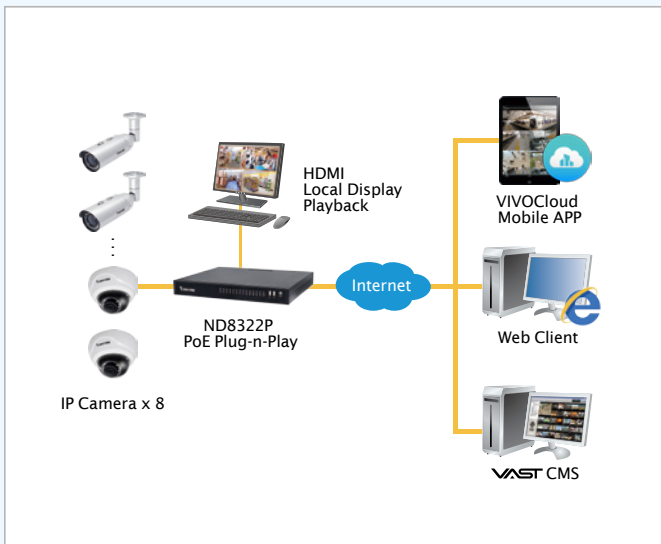 HDMI
Local Display
Playback
VIVOCloud
Mobile APP
Internet
ND8322P
PoE Plug-n-Play
Web Client
IP Camera x 8
VAST CMS